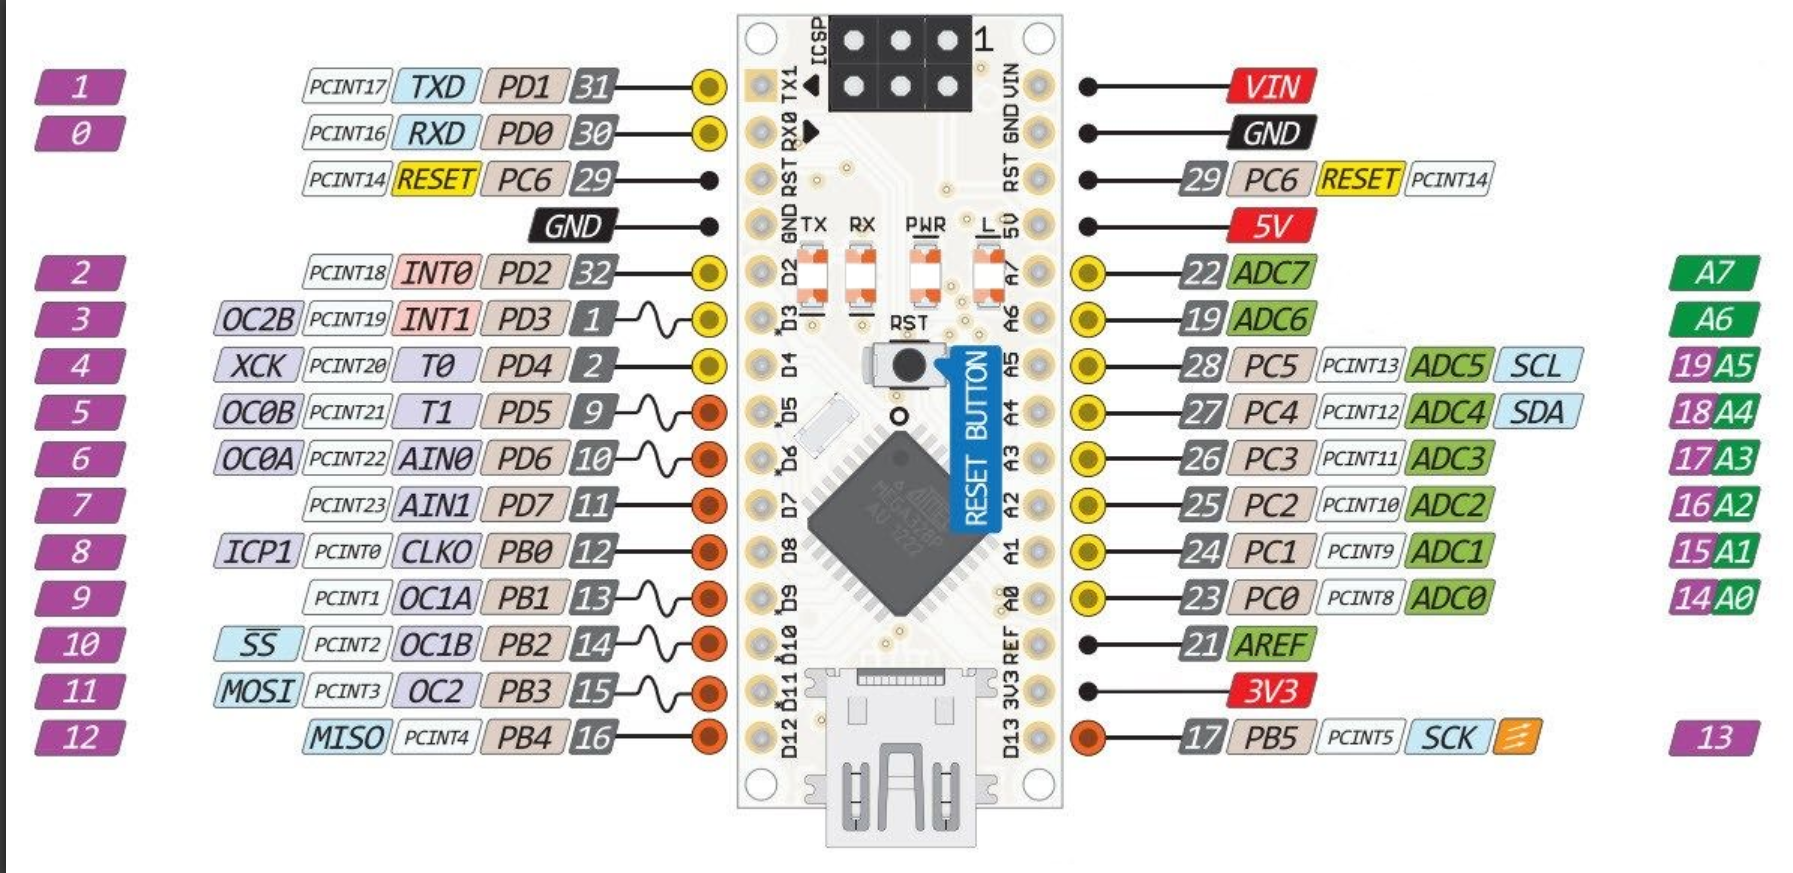 ICSP 1
1 PCINT17 TXD PD1 31 TX1 VIN VIN
0 PCINT16 RXD PD0 30 RX0 GND GND
PCINT14 RESET PC6 29 RST RST 29 PC6 RESET PCINT14
GND GND TX RX PWR L 5V 5V
2 PCINT18 INT0 PD2 32 D2 A7 22 ADC7 A7
3 OC2B PCINT19 INT1 PD3 1 *D3 RST A6 19 ADC6 A6
4 XCK PCINT20 T0 PD4 2 D4 A5 28 PC5 PCINT13 ADC5 SCL 19 A5
5 OC0B PCINT21 T1 PD5 9 *D5 A4 27 PC4 PCINT12 ADC4 SDA 18 A4
RESET BUTTON
6 OC0A PCINT22 AIN0 PD6 10 *D6 A3 26 PC3 PCINT11 ADC3 17 A3
7 PCINT23 AIN1 PD7 11 D7 A2 25 PC2 PCINT10 ADC2 16 A2
MEGA328P
8 ICP1 PCINT0 CLKO PB0 12 D8 A1 24 PC1 PCINT9 ADC1 15 A1
9 PCINT1 OC1A PB1 13 *D9 A0 23 PC0 PCINT8 ADC0 14 A0
10 SS PCINT2 OC1B PB2 14 *D10 REF 21 AREF
11 MOSI PCINT3 OC2 PB3 15 *D11 3V3 3V3
12 MISO PCINT4 PB4 16 D12 D13 17 PB5 PCINT5 SCK 13